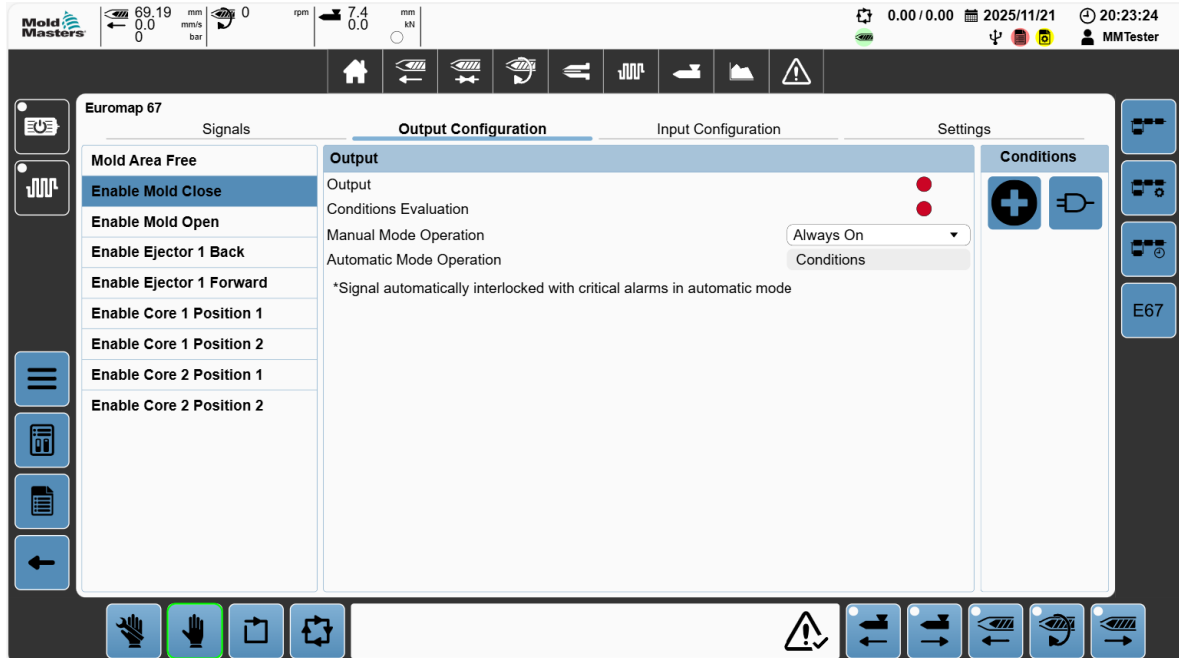 Mold Masters
69.19 mm
0.0 mm/s
0 bar
0 rpm
7.4 mm
0.0 kN
0.00 / 0.00
2025/11/21
20:23:24
MMTester
Euromap 67
Signals
Output Configuration
Input Configuration
Settings
Mold Area Free
Enable Mold Close
Enable Mold Open
Enable Ejector 1 Back
Enable Ejector 1 Forward
Enable Core 1 Position 1
Enable Core 1 Position 2
Enable Core 2 Position 1
Enable Core 2 Position 2
Output
Output
Conditions Evaluation
Manual Mode Operation Always On
Automatic Mode Operation Conditions
*Signal automatically interlocked with critical alarms in automatic mode
Conditions
E67